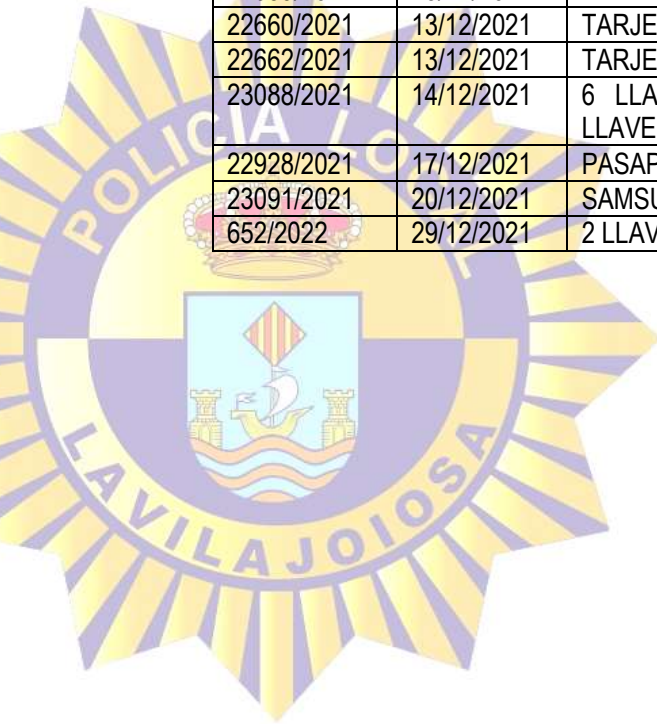 22660/2021 13/12/2021 TARJE
22662/2021 13/12/2021 TARJE
23088/2021 14/12/2021 6 LLA
LLAVE
22928/2021 17/12/2021 PASAP
23091/2021 20/12/2021 SAMSU
652/2022 29/12/2021 2 LLAV
POLICIA LOCAL
LAVILAJOIOSA